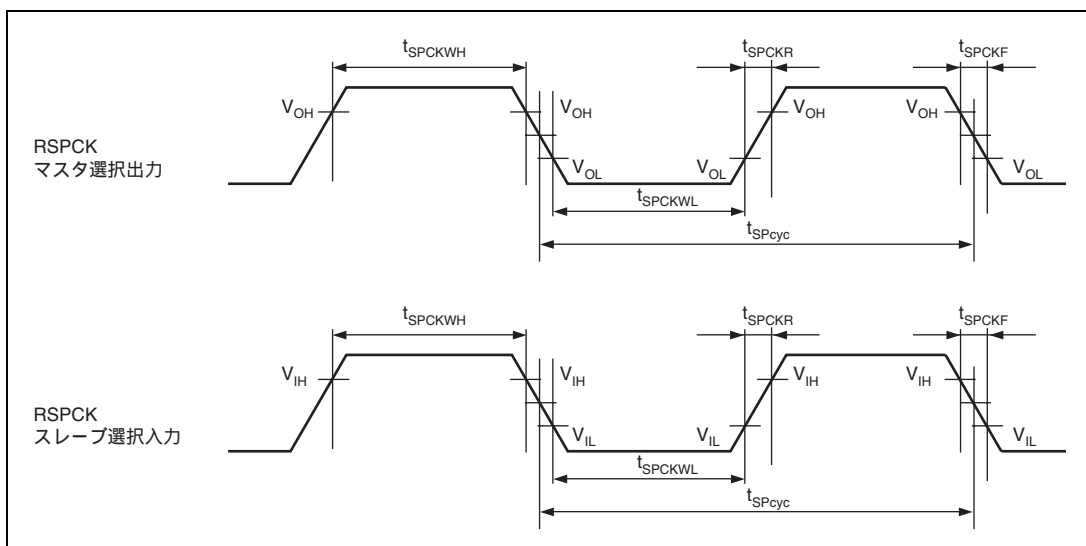 tSPCKWH tSPCKR tSPCKF
VOH VOH VOH VOH
RSPCK
マスタ選択出力
VOL VOL VOL
tSPCKWL
tSPcyc
tSPCKWH tSPCKR tSPCKF
VIH VIH VIH VIH
RSPCK
スレーブ選択入力
VIL VIL VIL
tSPCKWL
tSPcyc